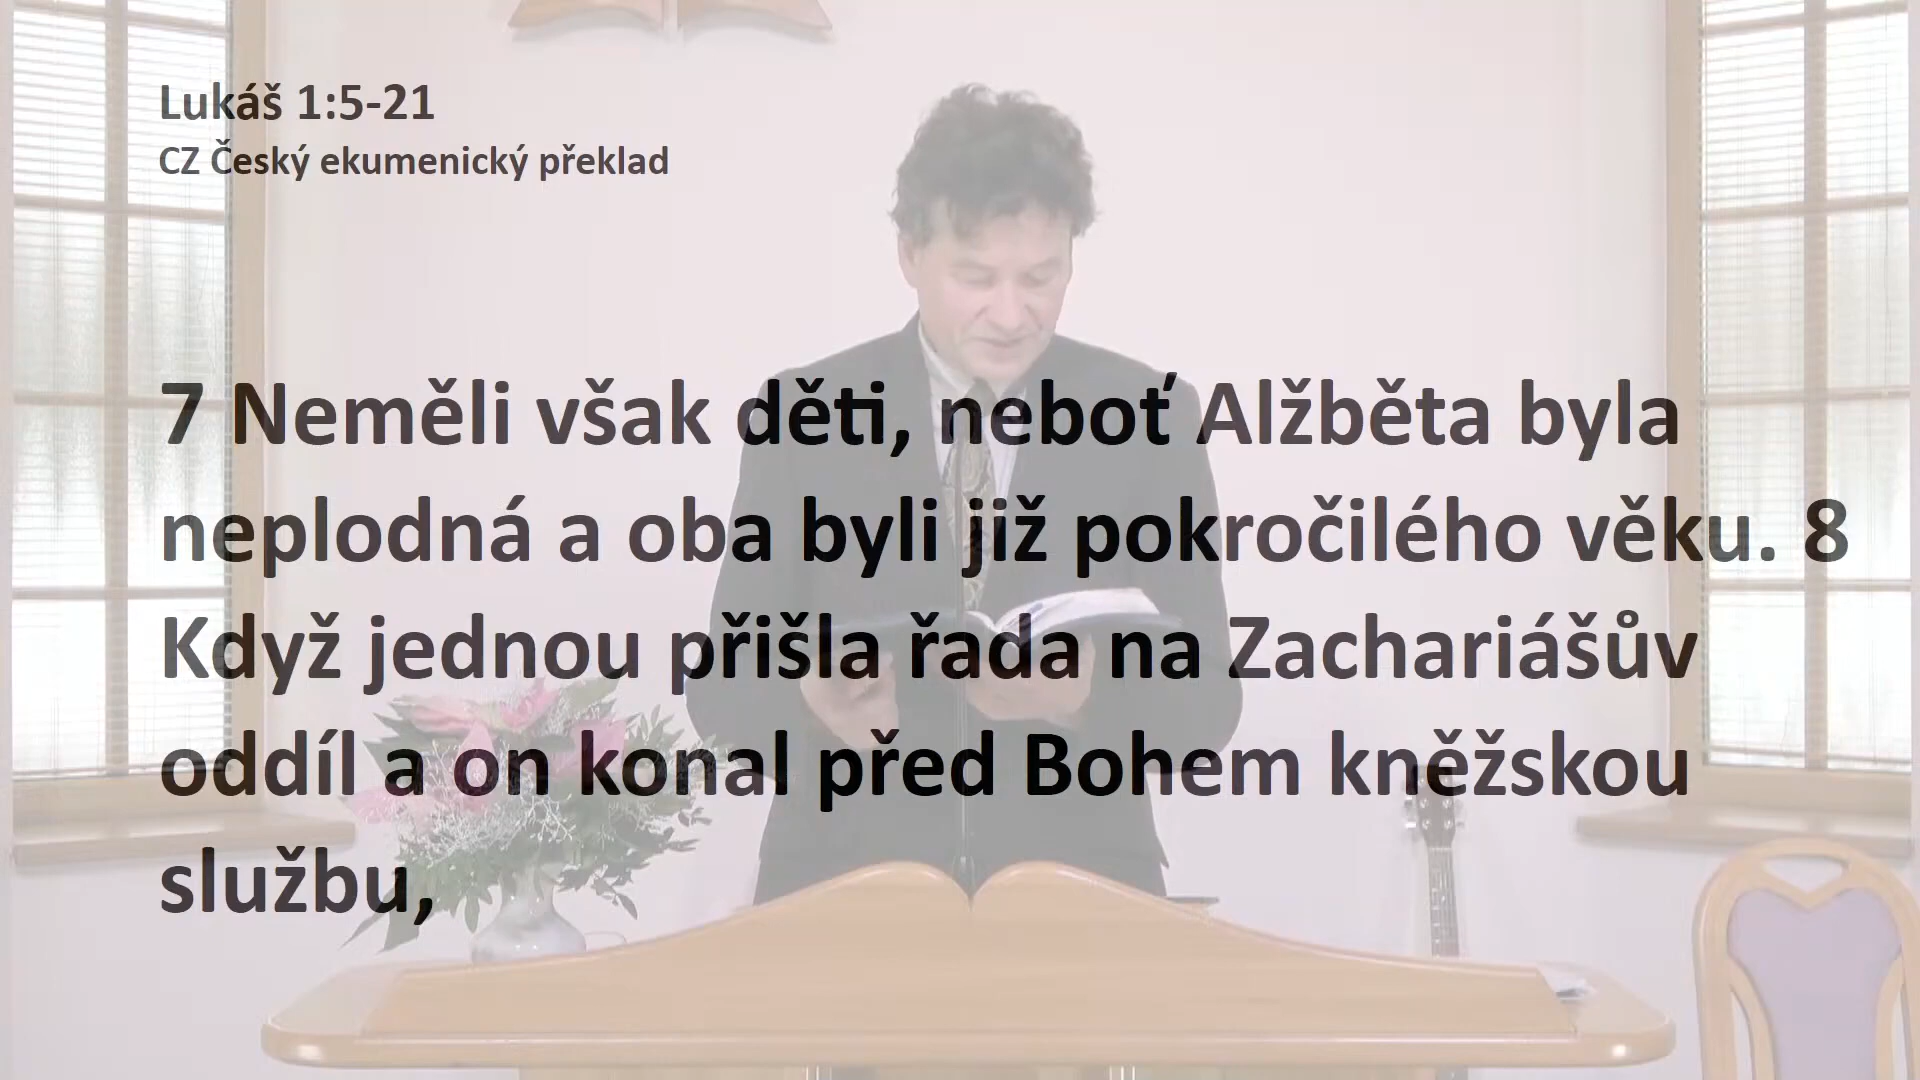 Lukáš 1:5-21
CZ Český ekumenický překlad
7 Neměli však děti, neboť Alžběta byla
neplodná a oba byli již pokročilého věku. 8
Když jednou přišla řada na Zachariášův
oddíl a on konal před Bohem kněžskou
službu,